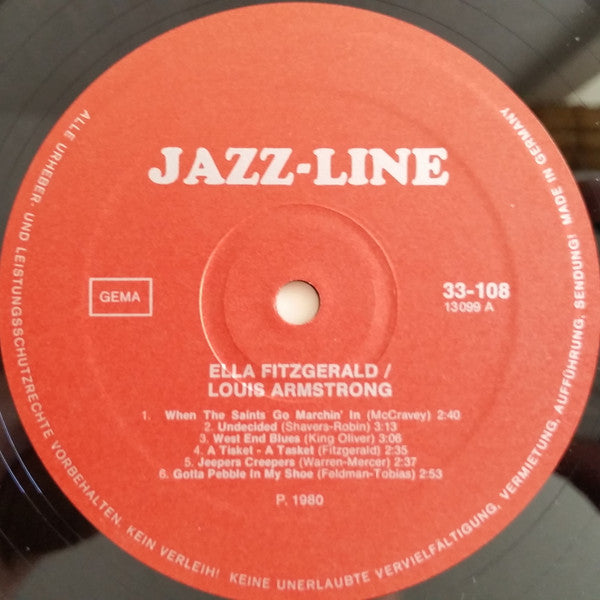 JAZZ-LINE
GEMA
33-108
13099 A
ELLA FITZGERALD /
LOUIS ARMSTRONG
1. When The Saints Go Marchin' In (McCravey) 2:40
2. Undecided (Shavers-Robin) 3:13
3. West End Blues (King Oliver) 3:06
4. A Tisket - A Tasket (Fitzgerald) 2:35
5. Jeepers Creepers (Warren-Mercer) 2:37
6. Gotta Pebble In My Shoe (Feldman-Tobias) 2:53
P. 1980
ALLE URHEBER- UND LEISTUNGSSCHUTZRECHTE VORBEHALTEN. KEIN VERLEIH! KEINE UNERLAUBTE VERVIELFÄLTIGUNG, VERMIETUNG, AUFFÜHRUNG, SENDUNG! MADE IN GERMANY